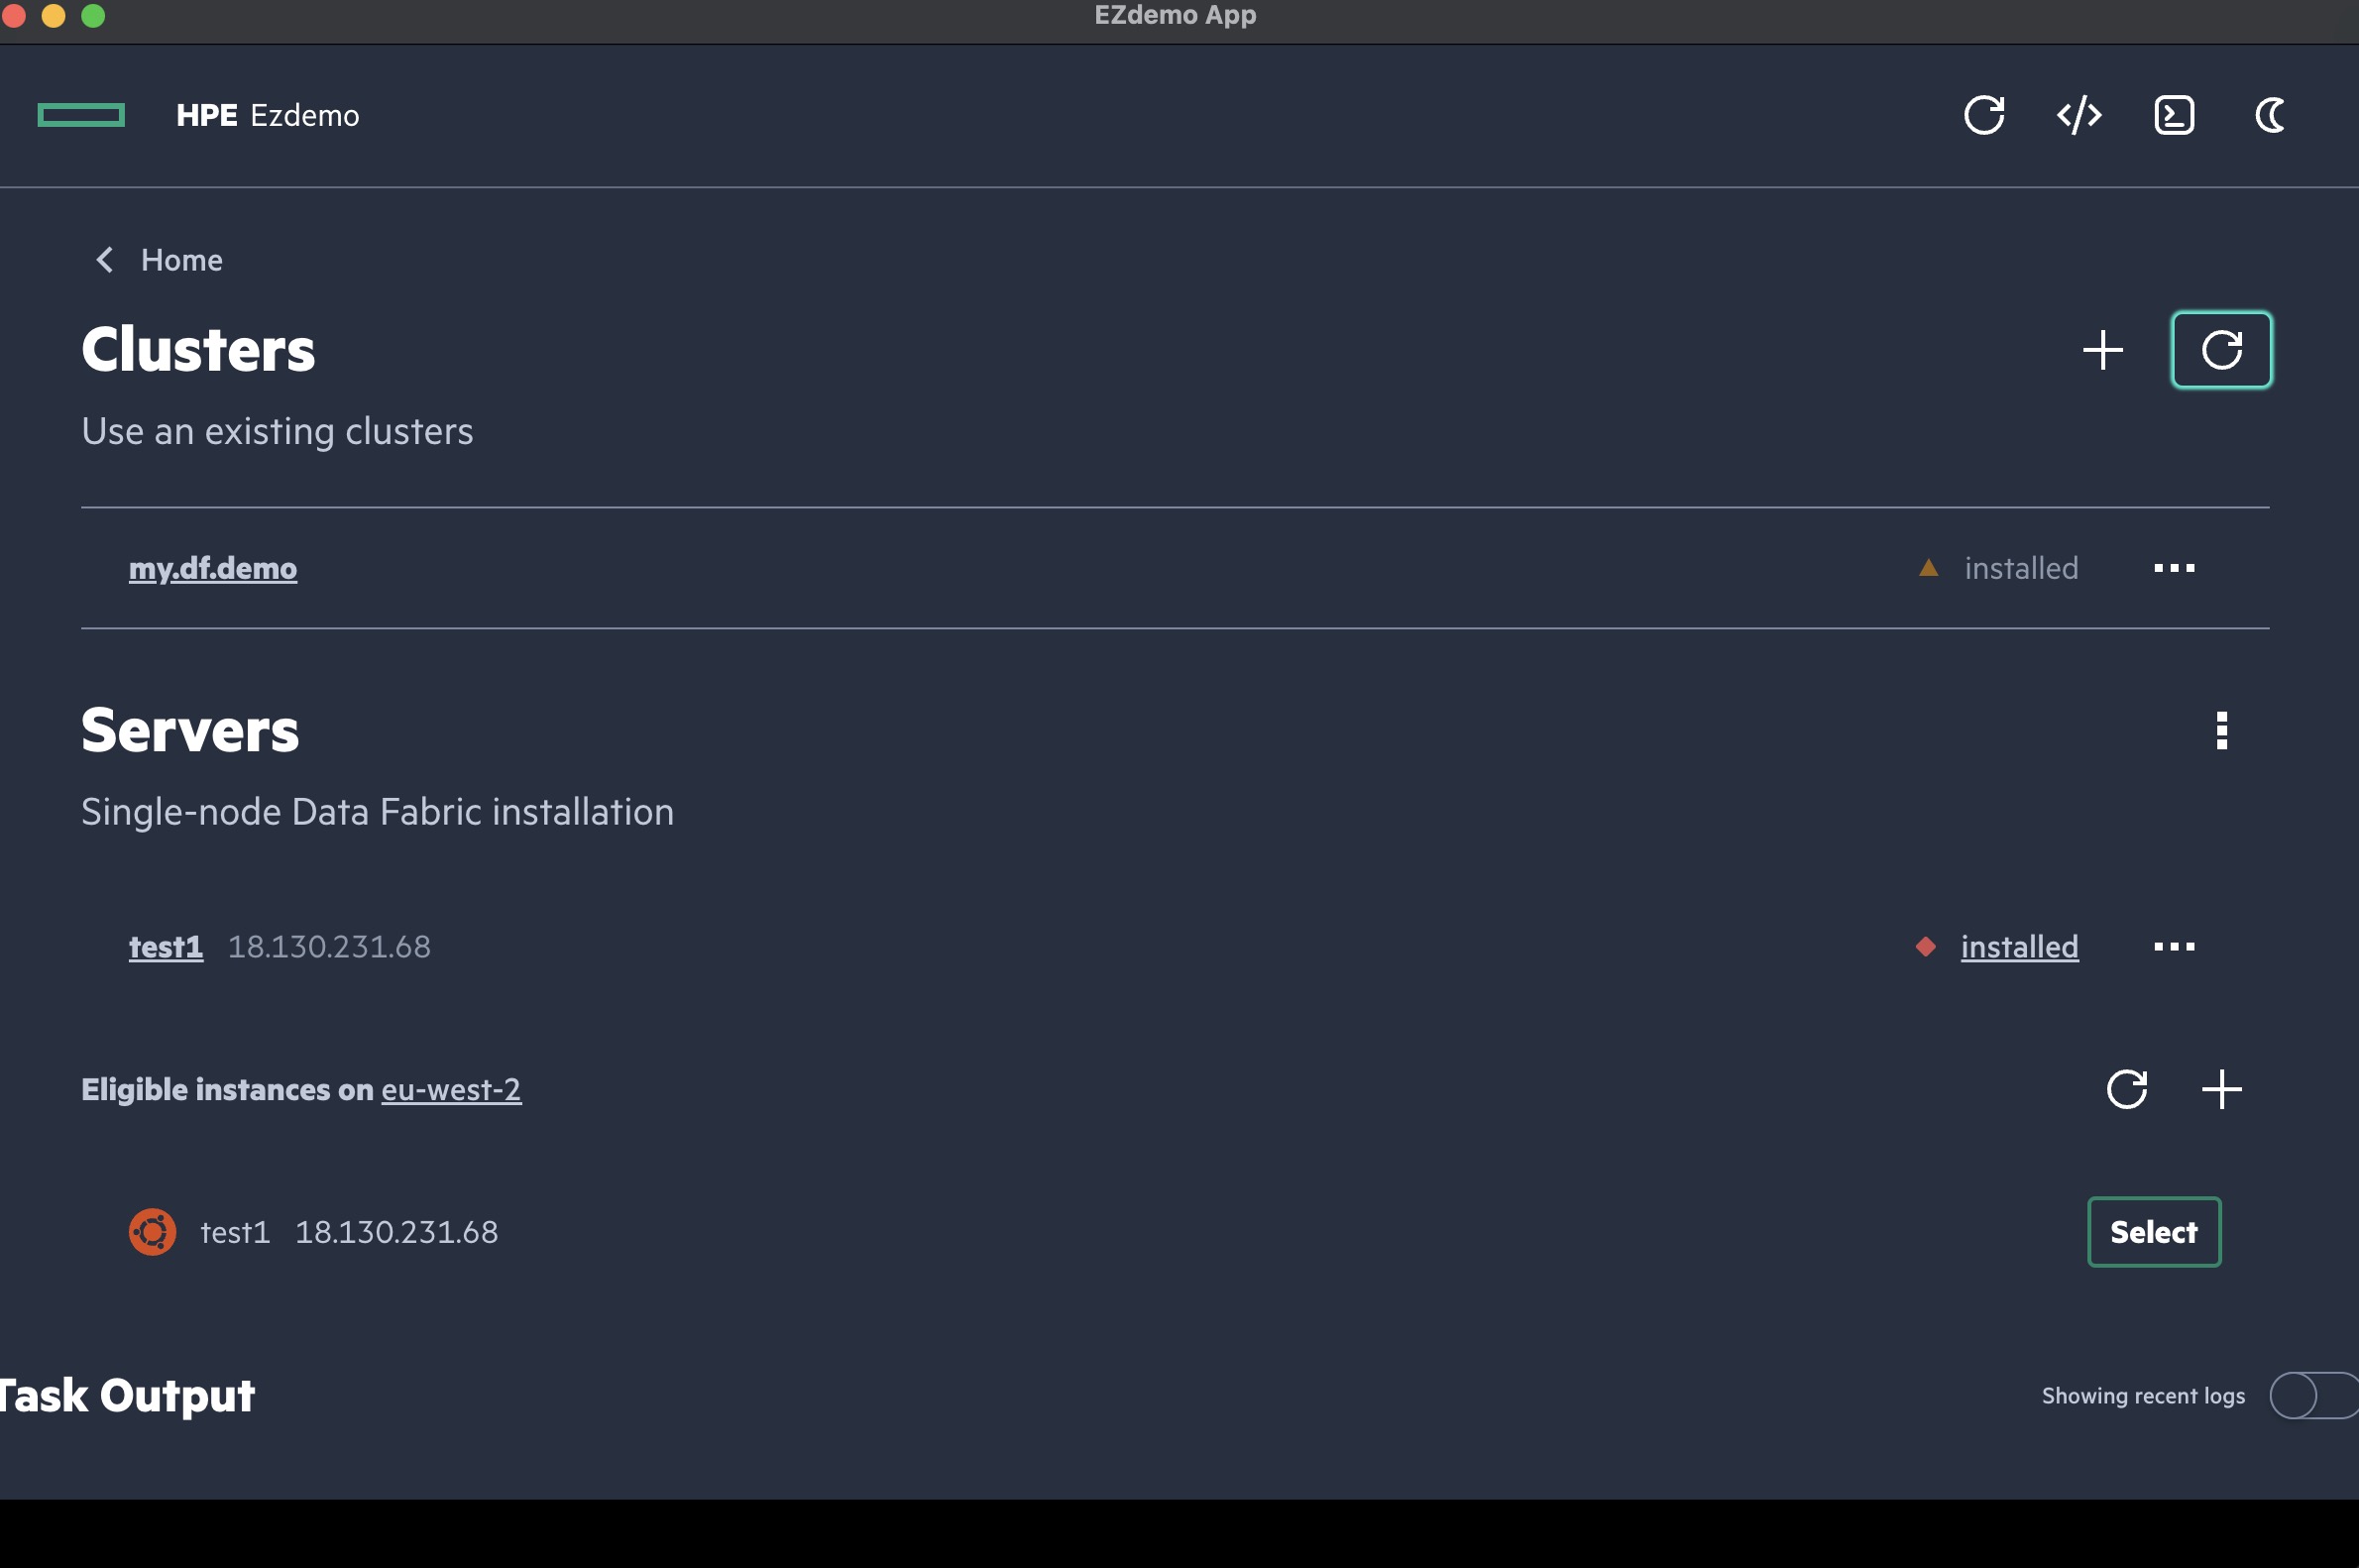 EZdemo App
HPE Ezdemo
Home
Clusters
Use an existing clusters
my.df.demo installed
Servers
Single-node Data Fabric installation
test1 18.130.231.68 installed
Eligible instances on eu-west-2
test1 18.130.231.68 Select
Task Output Showing recent logs